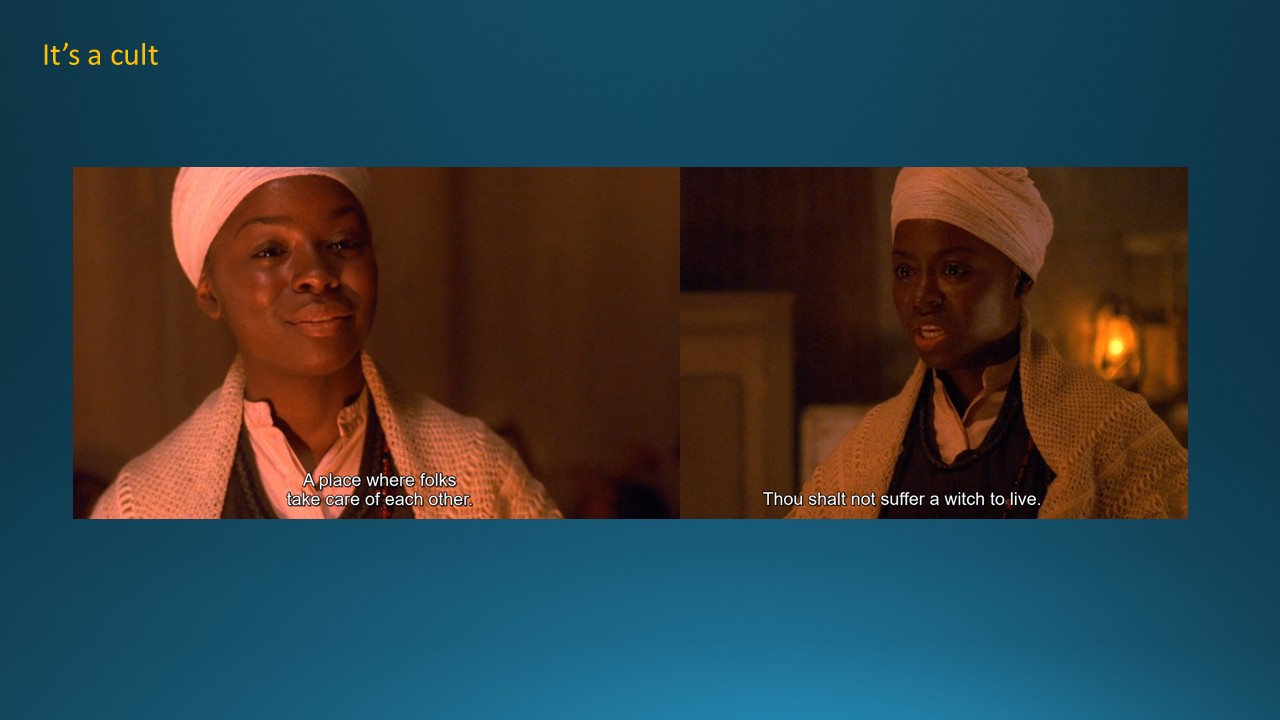 It’s a cult
A place where folks
take care of each other.
Thou shalt not suffer a witch to live.